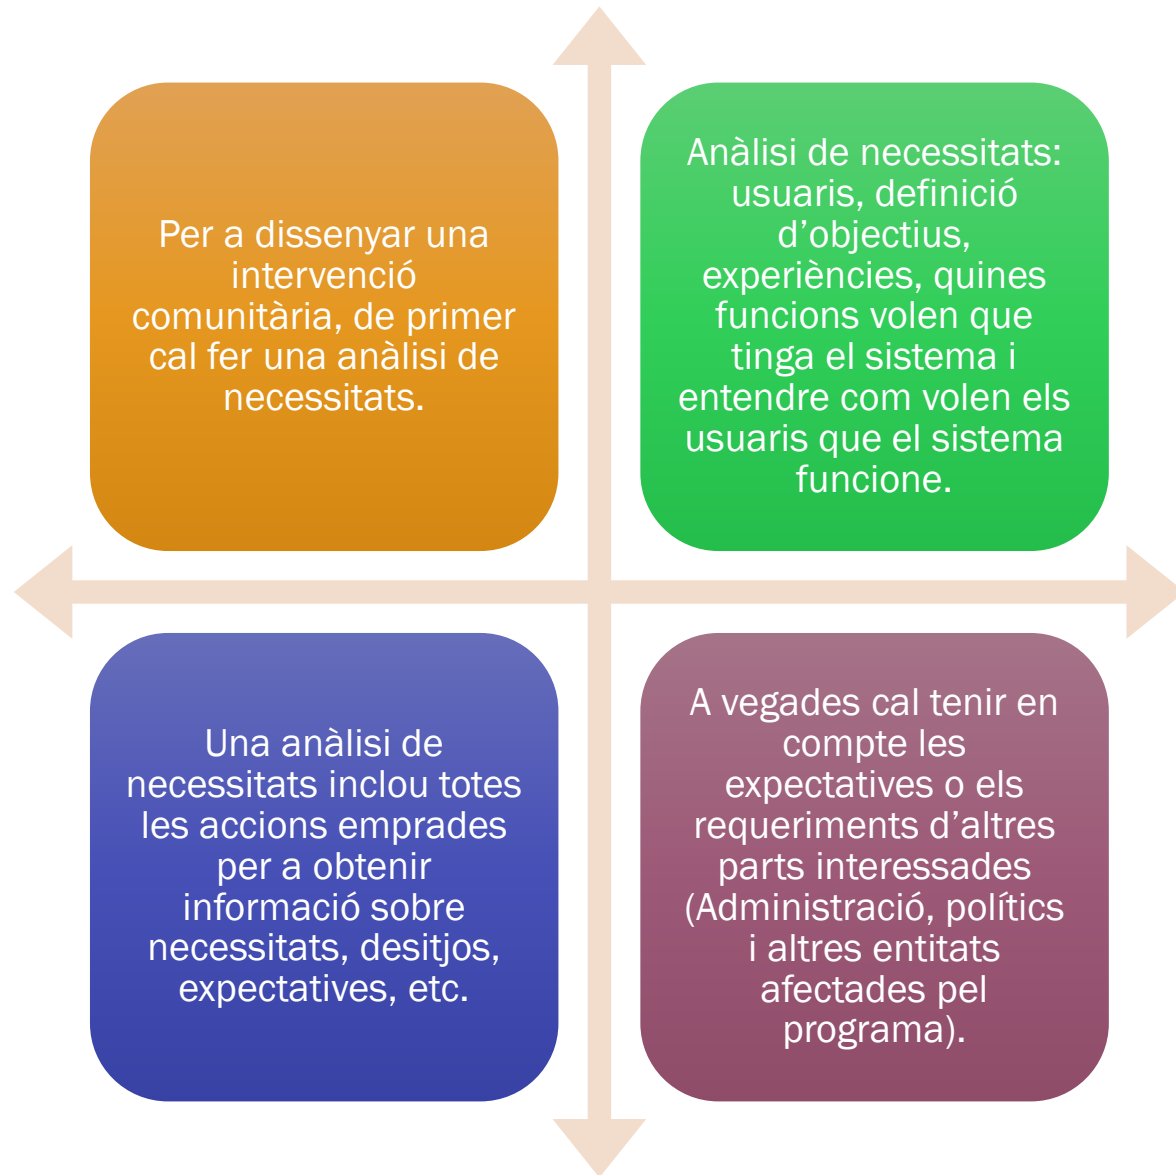 Per a dissenyar una
intervenció
comunitària, de primer
cal fer una anàlisi de
necessitats.
Anàlisi de necessitats:
usuaris, definició
d’objectius,
experiències, quines
funcions volen que
tinga el sistema i
entendre com volen els
usuaris que el sistema
funcione.
Una anàlisi de
necessitats inclou totes
les accions emprades
per a obtenir
informació sobre
necessitats, desitjos,
expectatives, etc.
A vegades cal tenir en
compte les
expectatives o els
requeriments d’altres
parts interessades
(Administració, polítics
i altres entitats
afectades pel
programa).